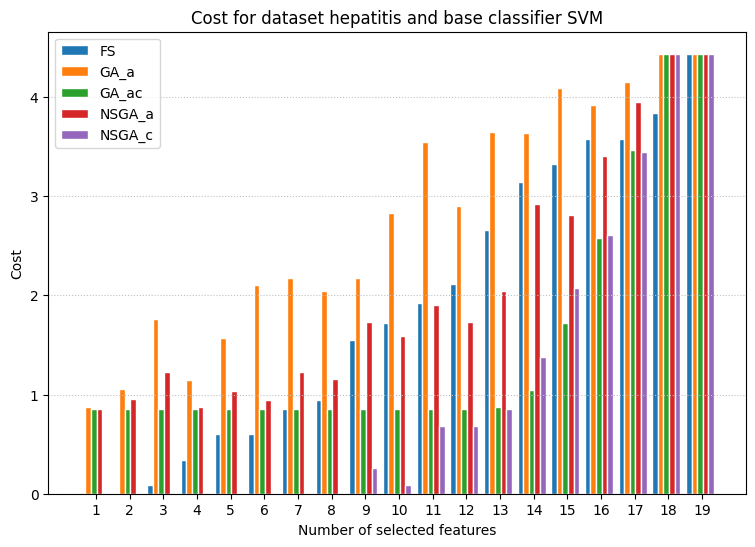 Cost for dataset hepatitis and base classifier SVM
FS
GA_a
GA_ac
NSGA_a
NSGA_c
Cost
4
3
2
1
0
1 2 3 4 5 6 7 8 9 10 11 12 13 14 15 16 17 18 19
Number of selected features